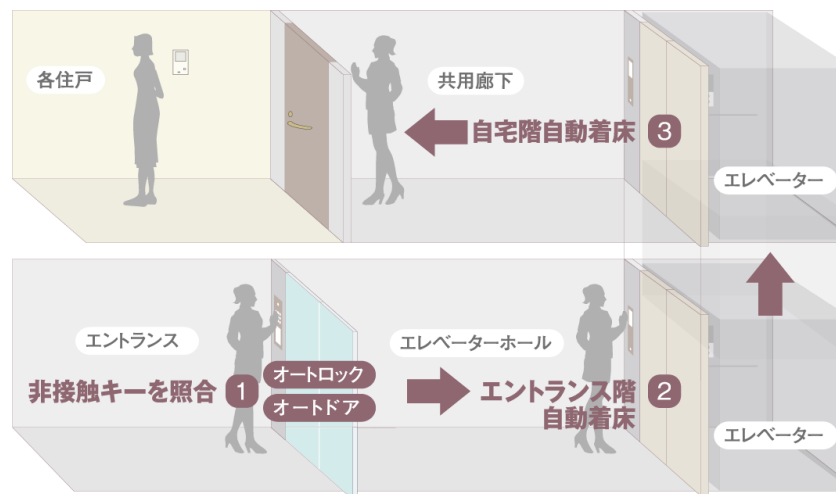 各住戸
共用廊下
自宅階自動着床 3
エレベーター
エントランス
エレベーターホール
非接触キーを照合 1
オートロック
オートドア
エントランス階 2
自動着床
エレベーター